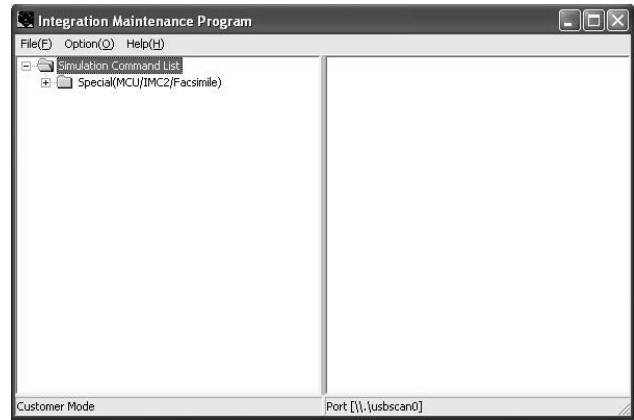 Integration Maintenance Program
File(F) Option(O) Help(H)
Simulation Command List
Special(MCU/IMC2/Facsimile)
Customer Mode Port [\\.\usbscan0]